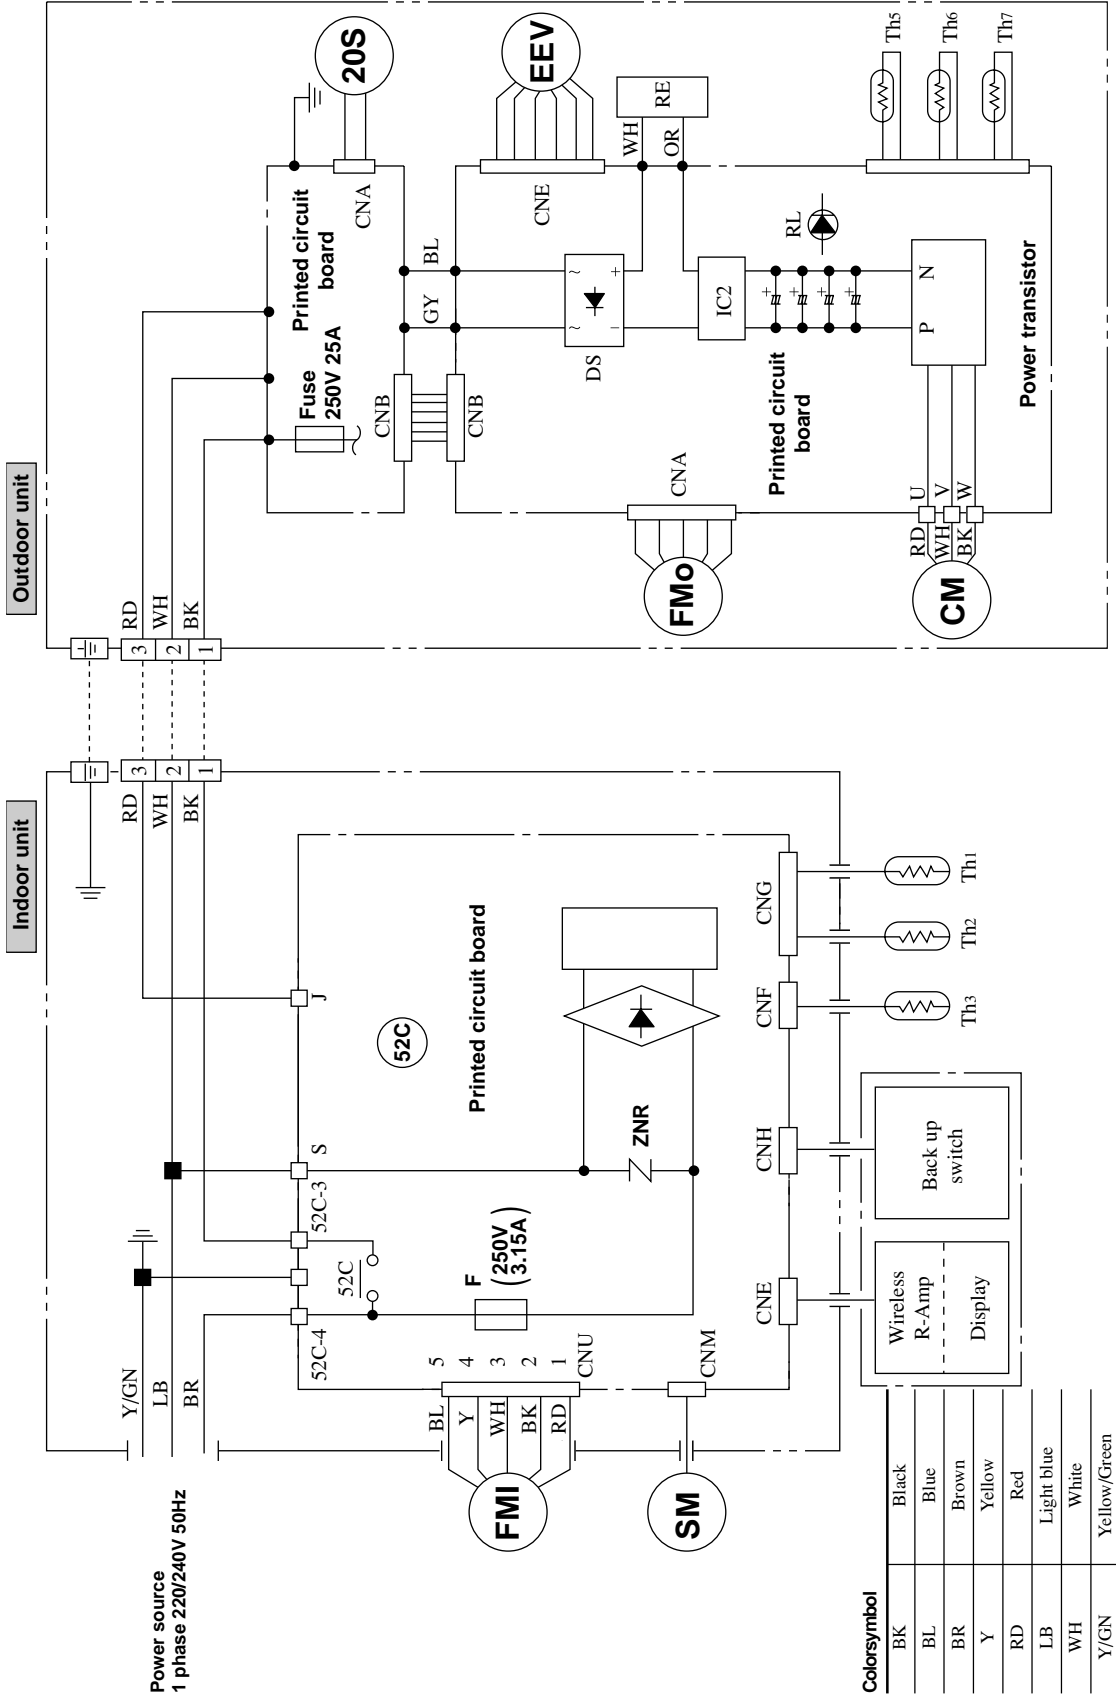 Indoor unit
Outdoor unit
Power source
1 phase 220/240V 50Hz
Y/GN
LB
BR
RD
WH
BK
3
2
1
3
2
1
RD
WH
BK
52C-4
52C-3
S
J
52C
F
(250V
3.15A)
52C
Printed circuit board
ZNR
BL
Y
WH
BK
RD
5
4
3
2
1
CNU
FMI
SM
CNM
CNE
CNH
CNF
CNG
Th3
Th2
Th1
Wireless
R-Amp
Display
Back up
switch
Fuse
250V 25A
Printed circuit
board
CNA
20S
CNB
GY
BL
CNB
CNE
EEV
WH
OR
RE
DS
~
~
−
+
IC2
+
+
+
+
RL
CNA
FMo
Printed circuit
board
P
N
Power transistor
RD
WH
BK
U
V
W
CM
Th5
Th6
Th7
Colorsymbol
BK Black
BL Blue
BR Brown
Y Yellow
RD Red
LB Light blue
WH White
Y/GN Yellow/Green